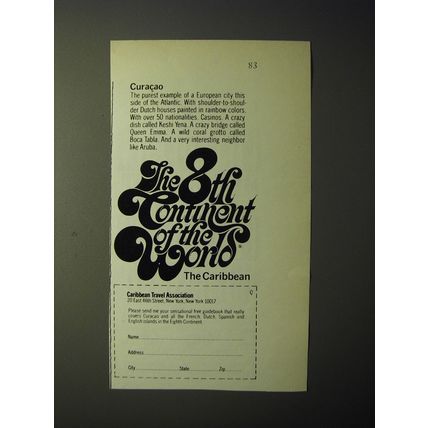 83
Curaçao
The purest example of a European city this
side of the Atlantic. With shoulder-to-shoul-
der Dutch houses painted in rainbow colors.
With over 50 nationalities. Casinos. A crazy
dish called Keshi Yena. A crazy bridge called
Queen Emma. A wild coral grotto called
Boca Tabla. And a very interesting neighbor
like Aruba.
The 8th
Continent
of the
World®
The Caribbean
Caribbean Travel Association
20 East 46th Street, New York, New York 10017
Please send me your sensational free guidebook that really
covers Curacao and all the French, Dutch, Spanish and
English islands in the Eighth Continent.
Name
Address
City State Zip